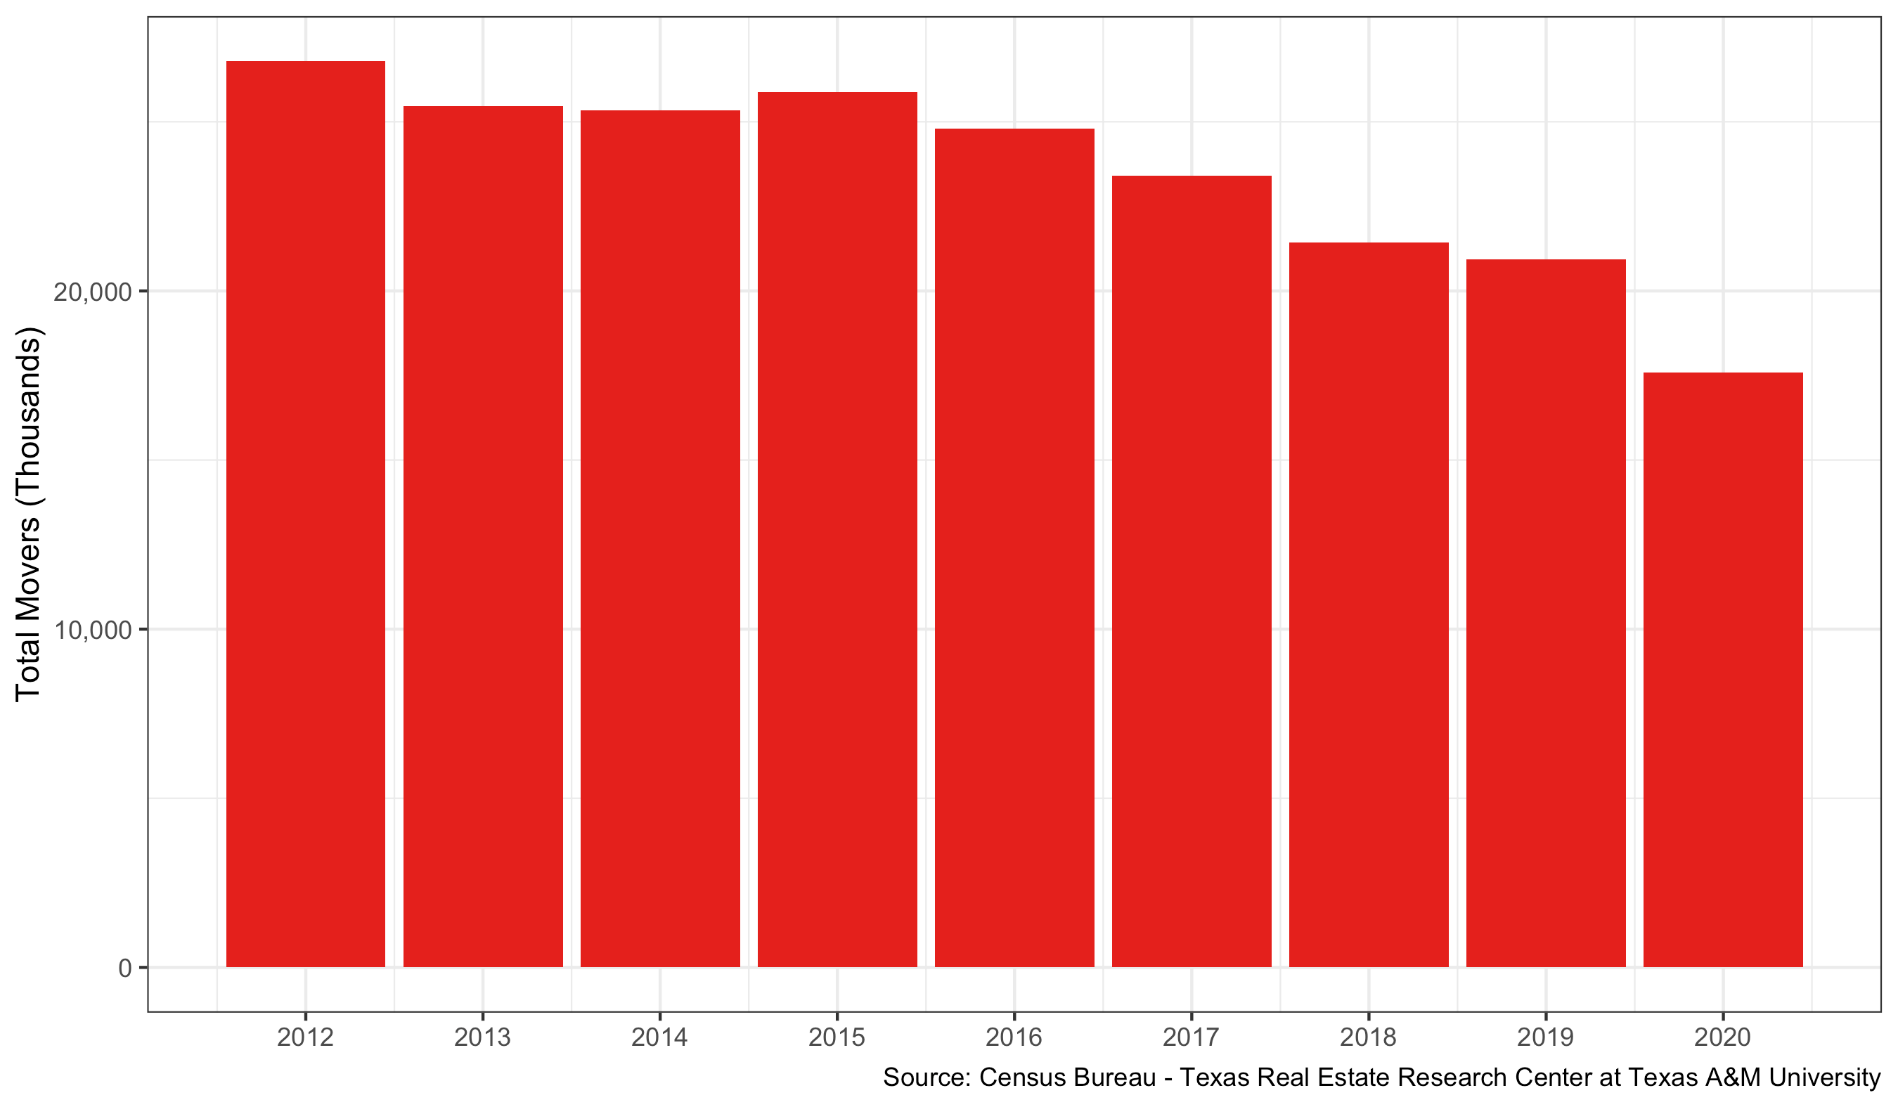 Total Movers (Thousands)
20,000
10,000
0
2012 2013 2014 2015 2016 2017 2018 2019 2020
Source: Census Bureau - Texas Real Estate Research Center at Texas A&M University